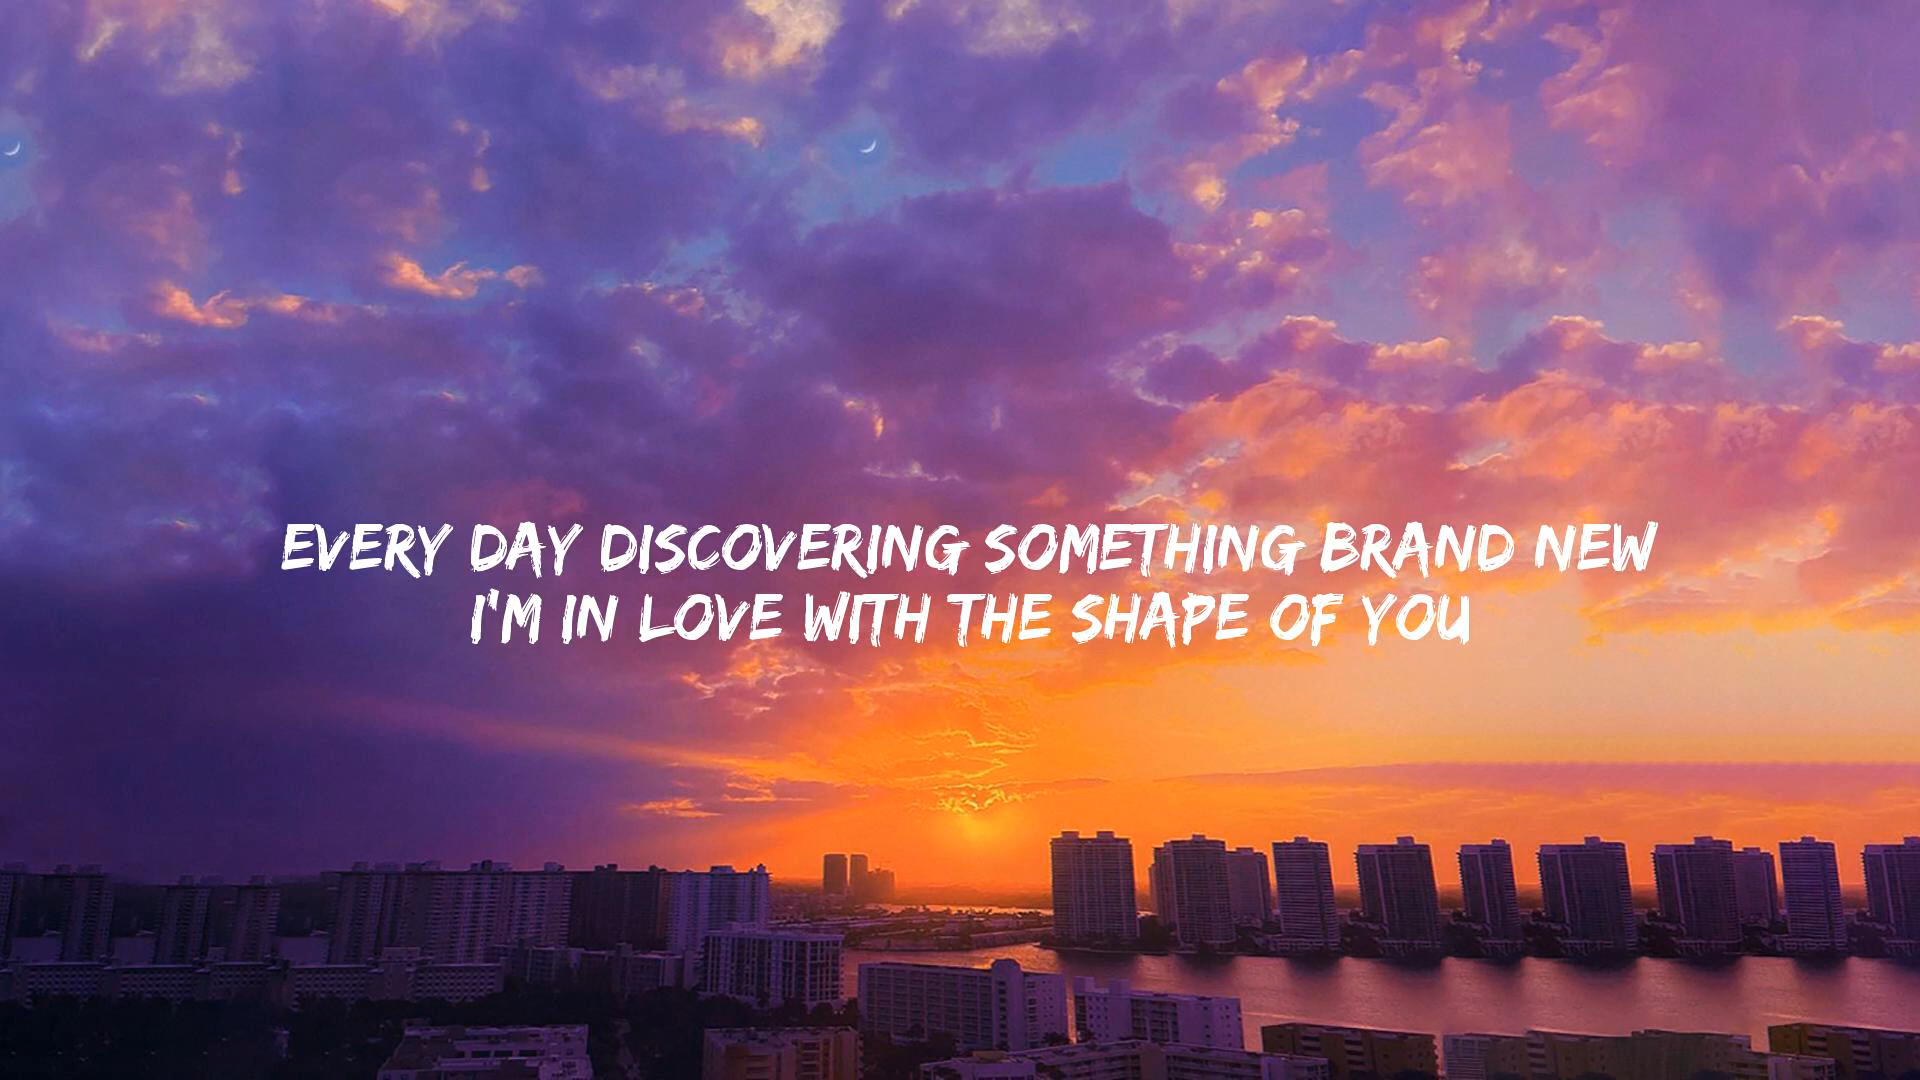 EVERY DAY DISCOVERING SOMETHING BRAND NEW
I'M IN LOVE WITH THE SHAPE OF YOU